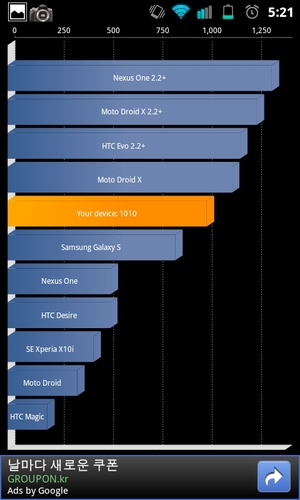 5:21
0 250 500 750 1,000 1,250
Nexus One 2.2+
Moto Droid X 2.2+
HTC Evo 2.2+
Moto Droid X
Your device: 1010
Samsung Galaxy S
Nexus One
HTC Desire
SE Xperia X10i
Moto Droid
HTC Magic
날마다 새로운 쿠폰
GROUPON.kr
Ads by Google